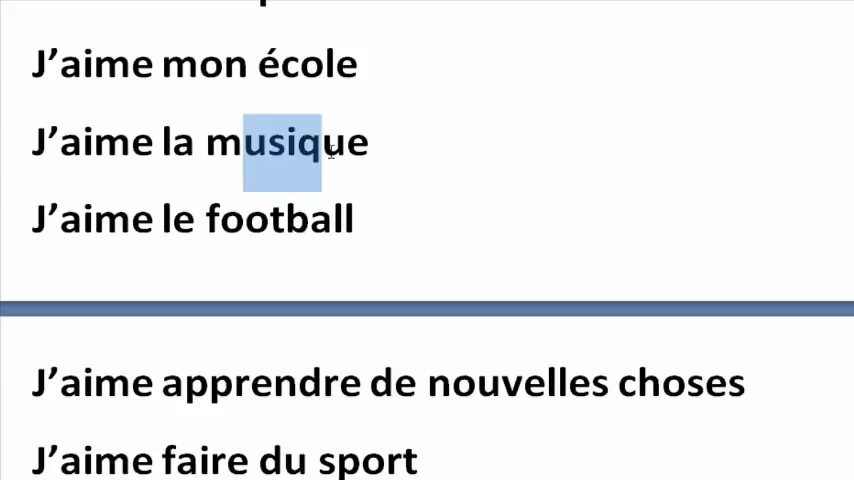 J’aime mon école
J’aime la musique
J’aime le football
J’aime apprendre de nouvelles choses
J’aime faire du sport